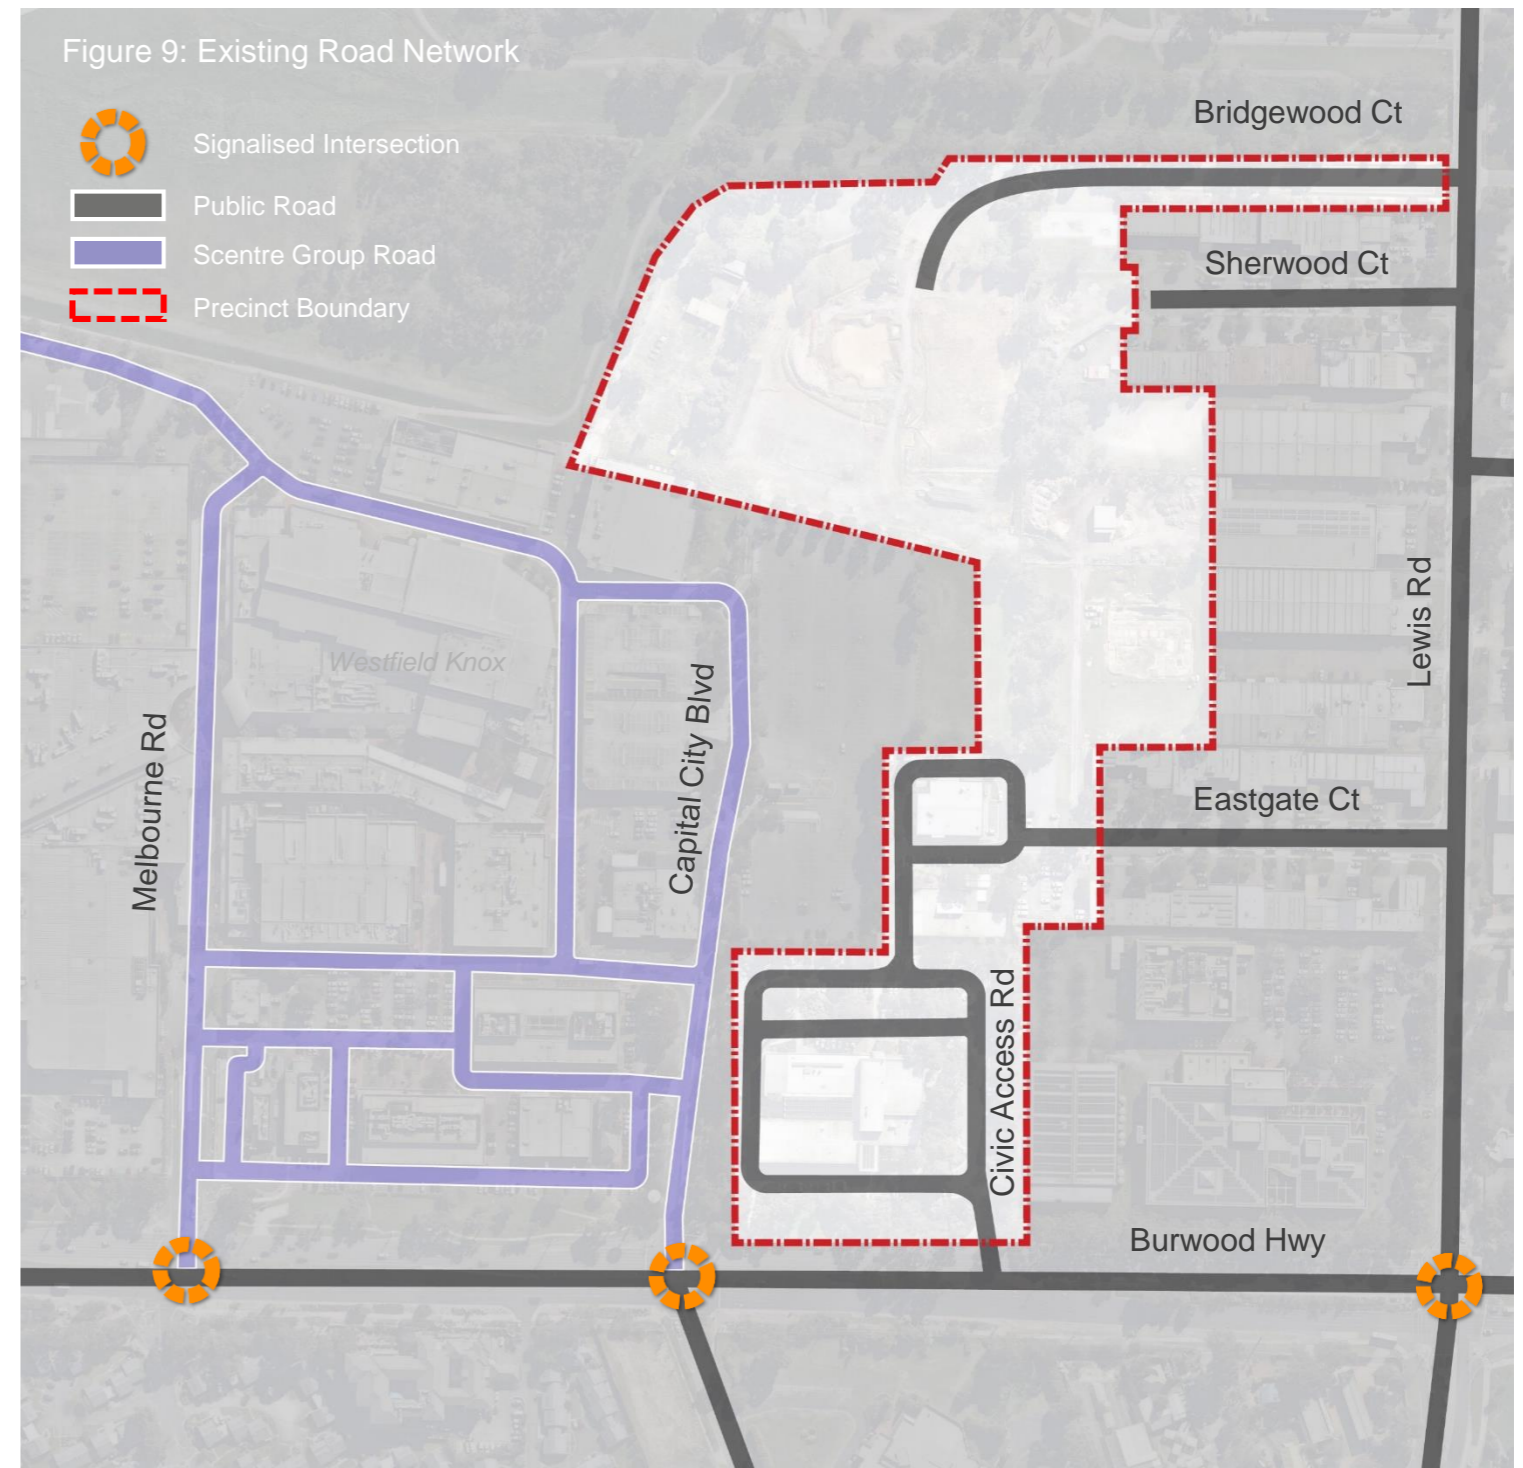 Figure 9: Existing Road Network
Signalised Intersection
Public Road
Scentre Group Road
Precinct Boundary
Bridgewood Ct
Sherwood Ct
Lewis Rd
Westfield Knox
Capital City Blvd
Melbourne Rd
Eastgate Ct
Civic Access Rd
Burwood Hwy